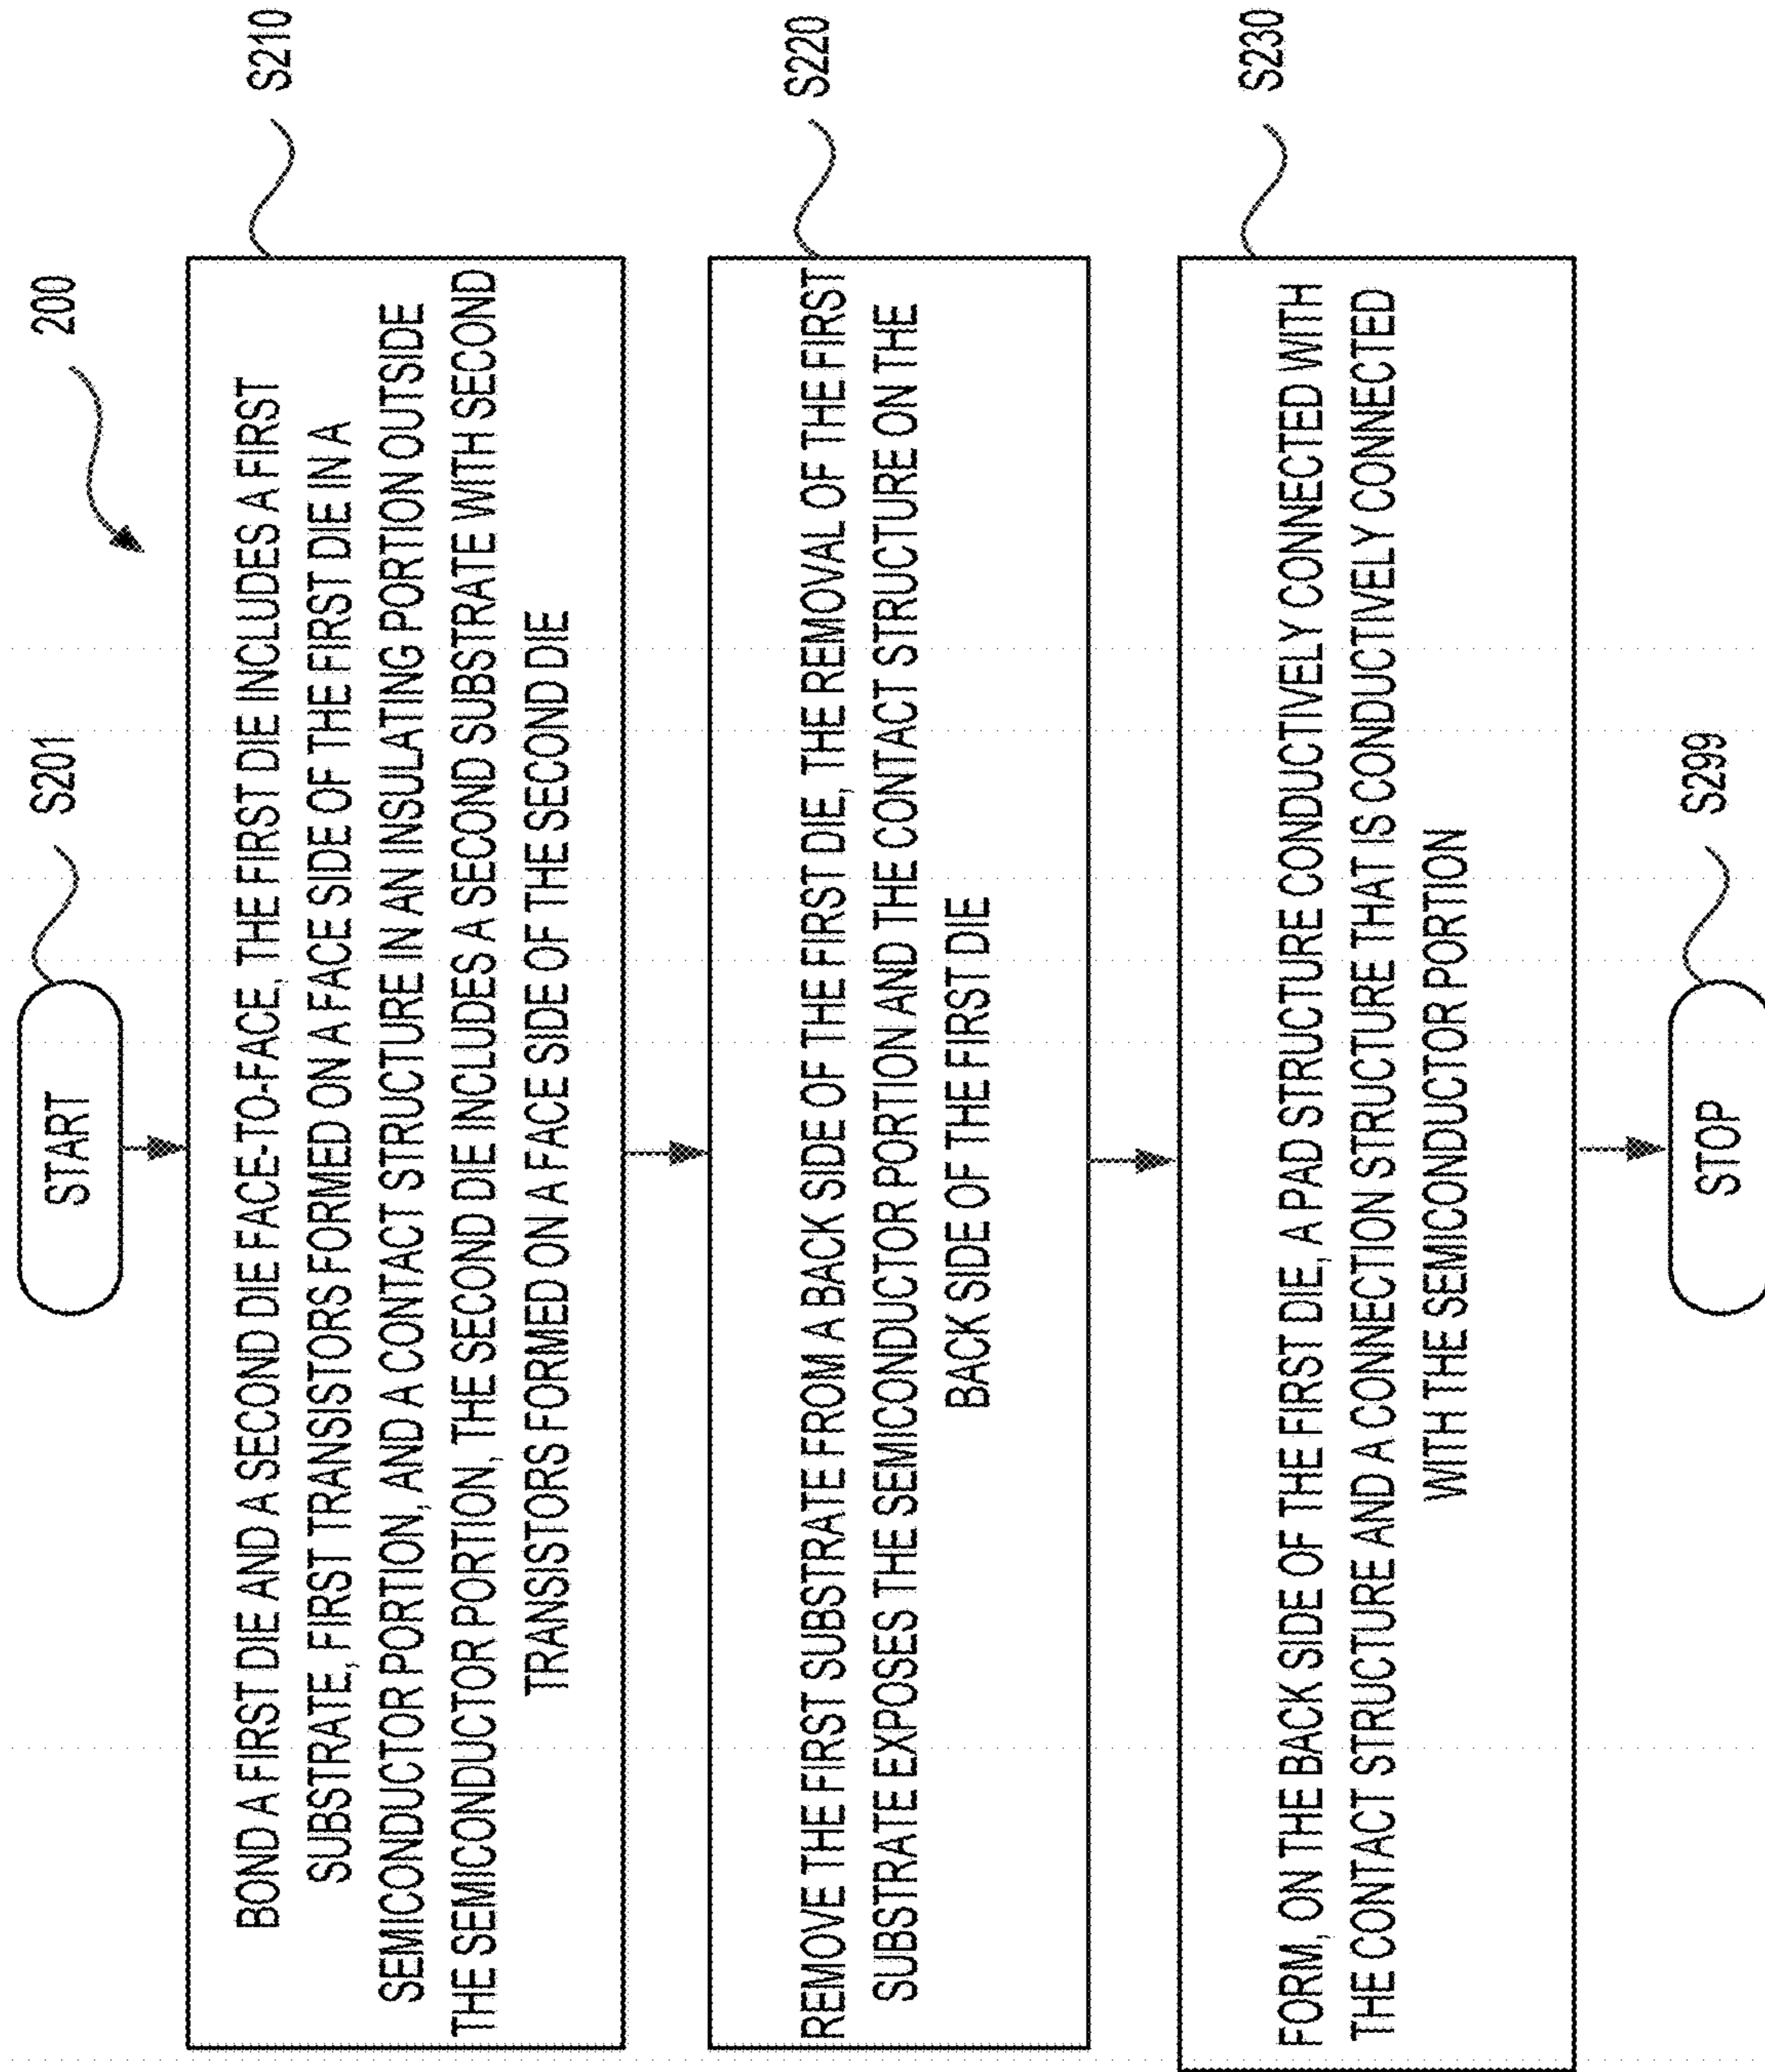 200
START
S201
BOND A FIRST DIE AND A SECOND DIE FACE-TO-FACE, THE FIRST DIE INCLUDES A FIRST
SUBSTRATE, FIRST TRANSISTORS FORMED ON A FACE SIDE OF THE FIRST DIE IN A
SEMICONDUCTOR PORTION, AND A CONTACT STRUCTURE IN AN INSULATING PORTION OUTSIDE
THE SEMICONDUCTOR PORTION, THE SECOND DIE INCLUDES A SECOND SUBSTRATE WITH SECOND
TRANSISTORS FORMED ON A FACE SIDE OF THE SECOND DIE
S210
REMOVE THE FIRST SUBSTRATE FROM A BACK SIDE OF THE FIRST DIE, THE REMOVAL OF THE FIRST
SUBSTRATE EXPOSES THE SEMICONDUCTOR PORTION AND THE CONTACT STRUCTURE ON THE
BACK SIDE OF THE FIRST DIE
S220
FORM, ON THE BACK SIDE OF THE FIRST DIE, A PAD STRUCTURE CONDUCTIVELY CONNECTED WITH
THE CONTACT STRUCTURE AND A CONNECTION STRUCTURE THAT IS CONDUCTIVELY CONNECTED
WITH THE SEMICONDUCTOR PORTION
S230
STOP
S299